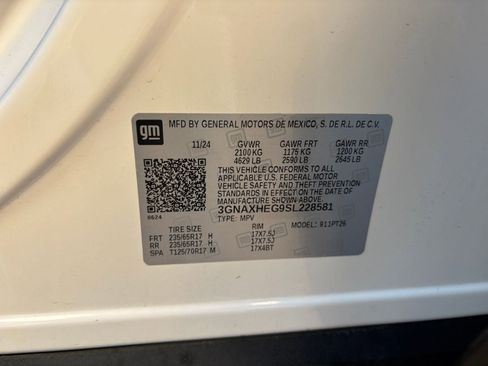 gm
MFD BY GENERAL MOTORS DE MEXICO, S. DE R.L. DE C.V.
11/24 GVWR GAWR FRT GAWR RR
2100 KG 1175 KG 1200 KG
4629 LB 2590 LB 2645 LB
THIS VEHICLE CONFORMS TO ALL
APPLICABLE U.S. FEDERAL MOTOR
VEHICLE SAFETY, BUMPER, AND THEFT
PREVENTION STANDARDS IN EFFECT ON
THE DATE OF MANUFACTURE SHOWN ABOVE.
3GNAXHEG9SL228581
TYPE: MPV
0624
TIRE SIZE RIM MODEL: 911PT26
FRT 235/65R17 H 17X7.5J
RR 235/65R17 H 17X7.5J
SPA T125/70R17 M 17X4BT